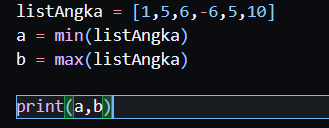 listAngka = [1,5,6,-6,5,10]
a = min(listAngka)
b = max(listAngka)
print(a,b)